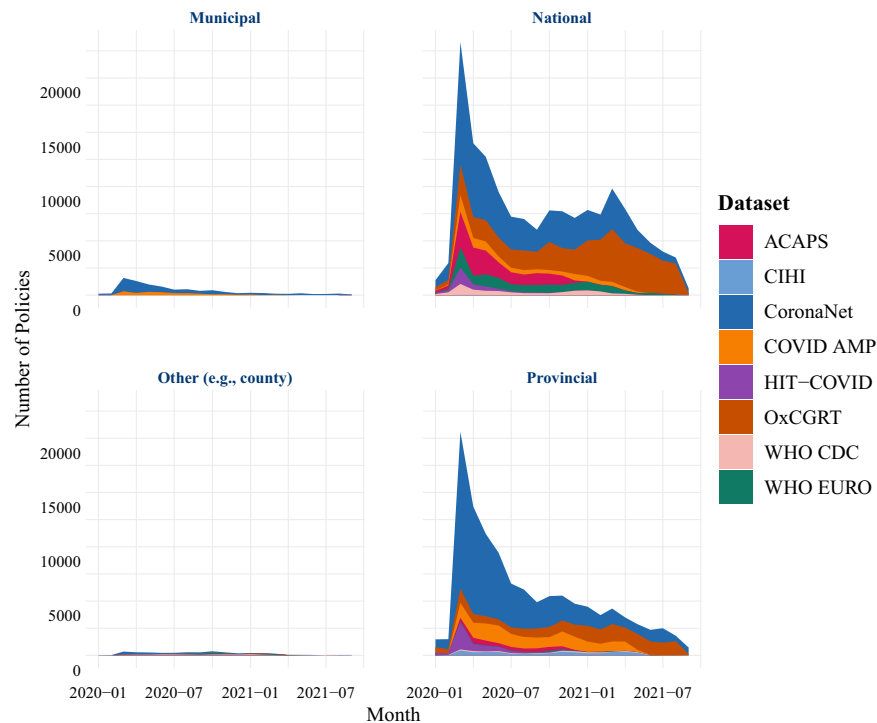 Municipal
National
20000
15000
10000
5000
0
Other (e.g., county)
Provincial
20000
15000
10000
5000
0
2020−01
2020−07
2021−01
2021−07
2020−01
2020−07
2021−01
2021−07
Month
Number of Policies
Dataset
ACAPS
CIHI
CoronaNet
COVID AMP
HIT−COVID
OxCGRT
WHO CDC
WHO EURO